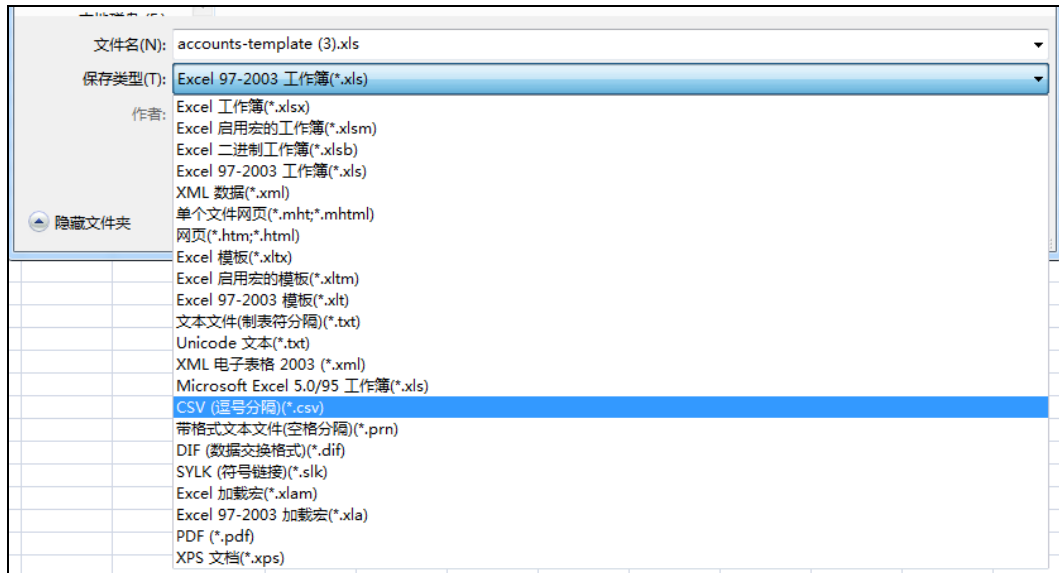 文件名(N): accounts-template (3).xls
保存类型(T): Excel 97-2003 工作簿(*.xls)
作者:
Excel 工作簿(*.xlsx)
Excel 启用宏的工作簿(*.xlsm)
Excel 二进制工作簿(*.xlsb)
Excel 97-2003 工作簿(*.xls)
XML 数据(*.xml)
单个文件网页(*.mht;*.mhtml)
隐藏文件夹
网页(*.htm;*.html)
Excel 模板(*.xltx)
Excel 启用宏的模板(*.xltm)
Excel 97-2003 模板(*.xlt)
文本文件(制表符分隔)(*.txt)
Unicode 文本(*.txt)
XML 电子表格 2003 (*.xml)
Microsoft Excel 5.0/95 工作簿(*.xls)
CSV (逗号分隔)(*.csv)
带格式文本文件(空格分隔)(*.prn)
DIF (数据交换格式)(*.dif)
SYLK (符号链接)(*.slk)
Excel 加载宏(*.xlam)
Excel 97-2003 加载宏(*.xla)
PDF (*.pdf)
XPS 文档(*.xps)